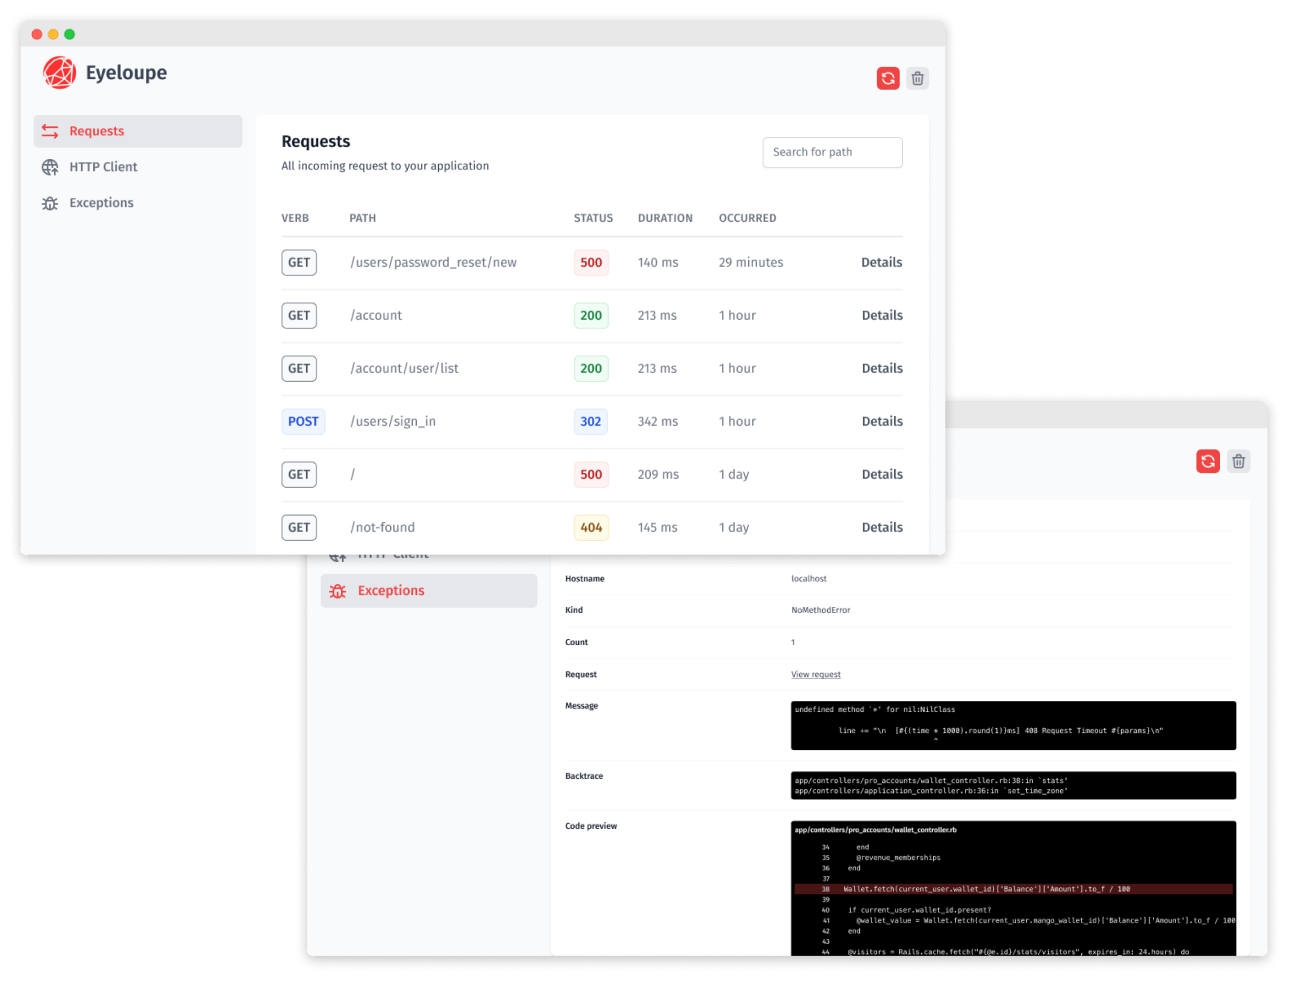 Eyeloupe
Requests
HTTP Client
Exceptions
Requests
All incoming request to your application
Search for path
VERB PATH STATUS DURATION OCCURRED
GET /users/password_reset/new 500 140 ms 29 minutes Details
GET /account 200 213 ms 1 hour Details
GET /account/user/list 200 213 ms 1 hour Details
POST /users/sign_in 302 342 ms 1 hour Details
GET / 500 209 ms 1 day Details
GET /not-found 404 145 ms 1 day Details
HTTP Client
Exceptions
Hostname localhost
Kind NoMethodError
Count 1
Request View request
Message
undefined method `*' for nil:NilClass
line += "\n  [#{(time * 1000).round(1)}ms] 408 Request Timeout #{params}\n"
^
Backtrace
app/controllers/pro_accounts/wallet_controller.rb:38:in `stats'
app/controllers/application_controller.rb:36:in `set_time_zone'
Code preview
app/controllers/pro_accounts/wallet_controller.rb
34 end
35 @revenue_memberships
36 end
37
38 Wallet.fetch(current_user.wallet_id)['Balance']['Amount'].to_f / 100
39
40 if current_user.wallet_id.present?
41 @wallet_value = Wallet.fetch(current_user.mango_wallet_id)['Balance']['Amount'].to_f / 100
42 end
43
44 @visitors = Rails.cache.fetch("#{@e.id}/stats/visitors", expires_in: 24.hours) do